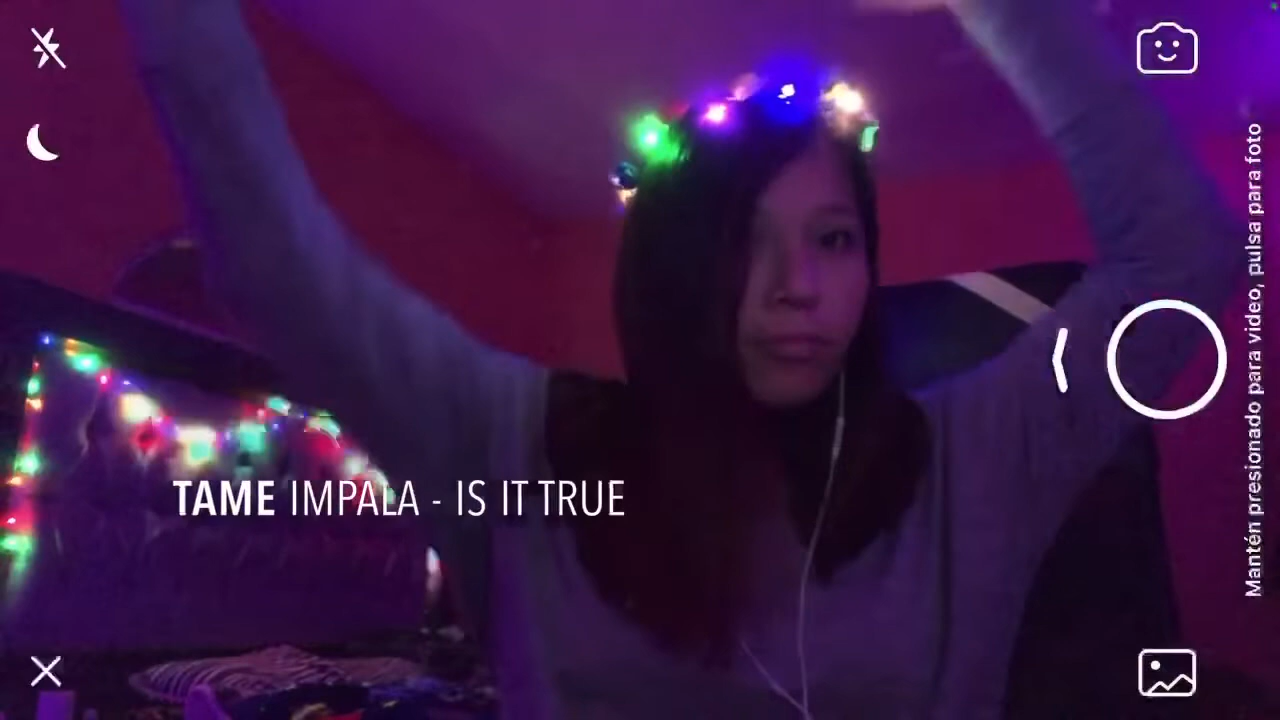 TAME IMPALA - IS IT TRUE
Mantén presionado para video, pulsa para foto